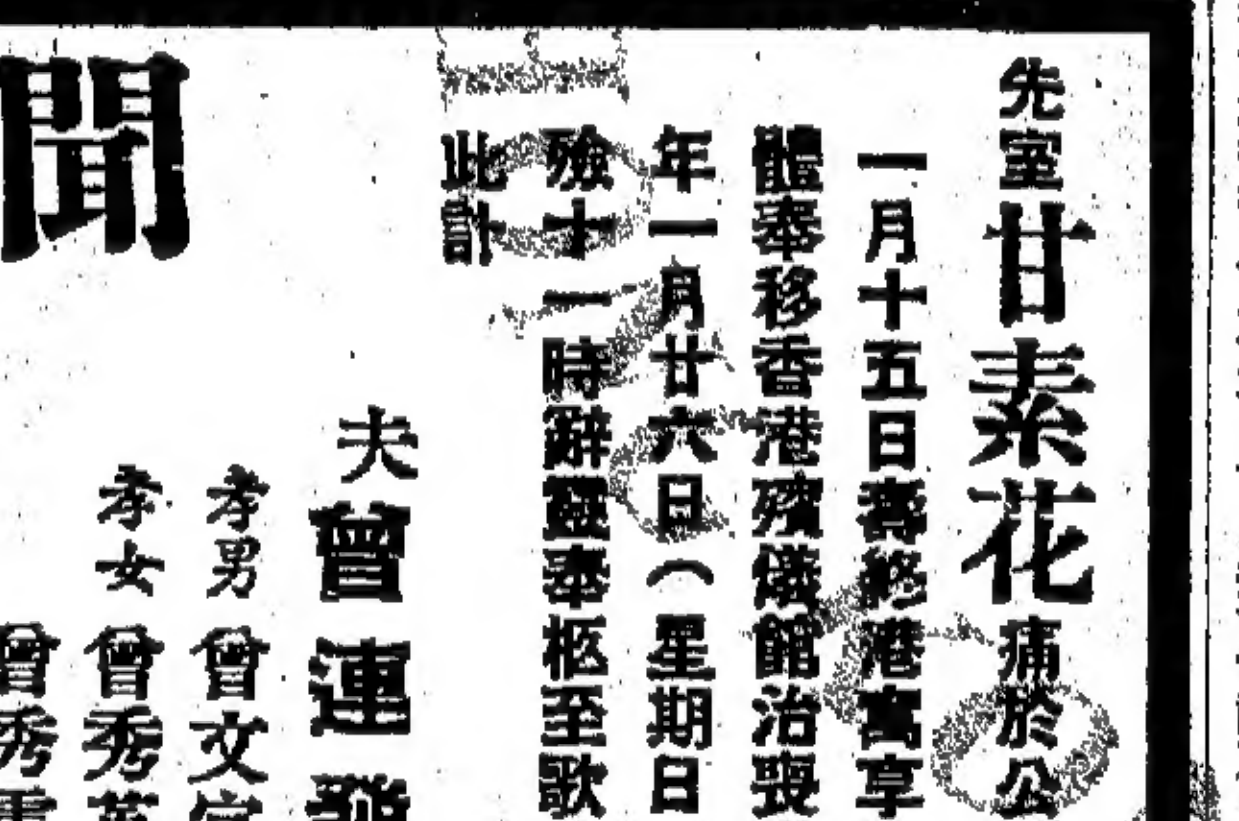 先室廿素花痛於公
一月十五日壽終港寓享
體奉移香港殯儀館治喪
年一月廿六日（星期日
殮十一時辭靈奉柩至歌
此訃
夫曾連
孝男曾文
孝女曾秀英
曾秀
聞